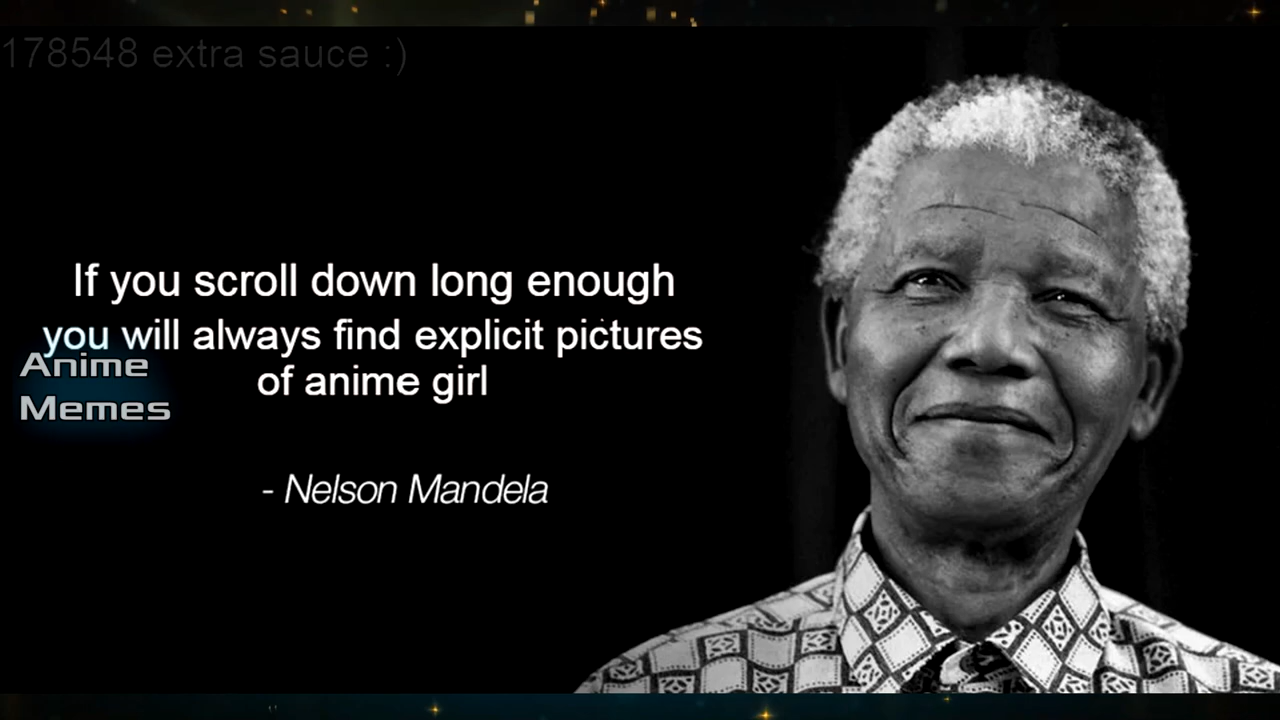 178548 extra sauce :)
If you scroll down long enough
you will always find explicit pictures
of anime girl
Anime
Memes
- Nelson Mandela